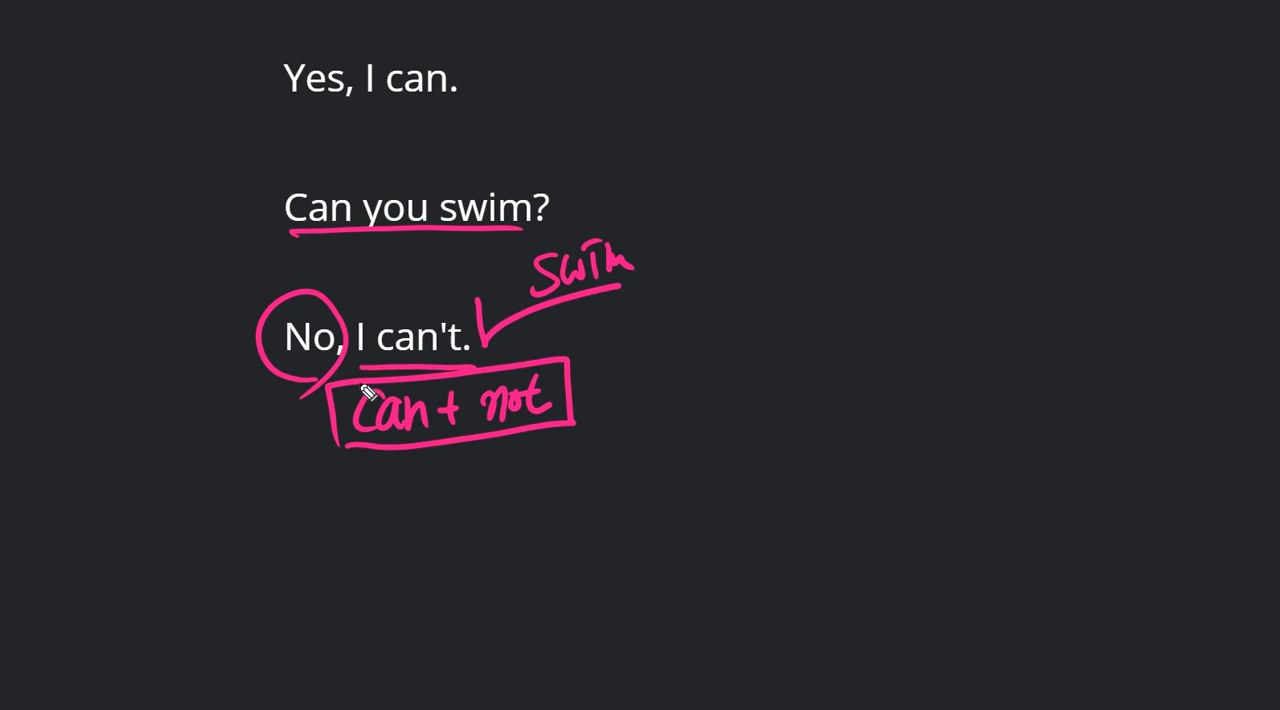 Yes, I can.
Can you swim?
swim
No, I can't.
can + not